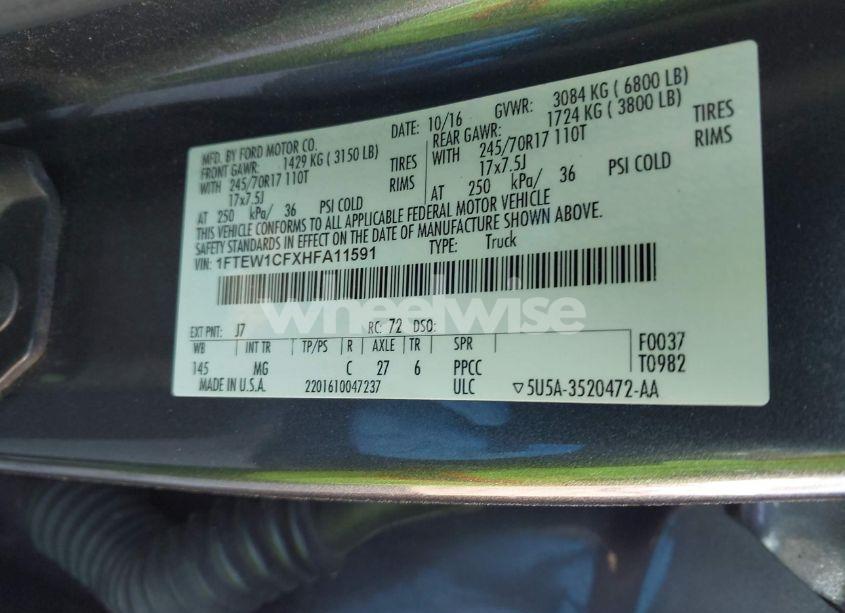 MFD. BY FORD MOTOR CO.
DATE: 10/16 GVWR: 3084 KG ( 6800 LB)
FRONT GAWR: 1429 KG ( 3150 LB) REAR GAWR: 1724 KG ( 3800 LB)
WITH 245/70R17 110T TIRES WITH 245/70R17 110T TIRES
17x7.5J RIMS 17x7.5J RIMS
AT 250 kPa/ 36 PSI COLD AT 250 kPa/ 36 PSI COLD
THIS VEHICLE CONFORMS TO ALL APPLICABLE FEDERAL MOTOR VEHICLE
SAFETY STANDARDS IN EFFECT ON THE DATE OF MANUFACTURE SHOWN ABOVE.
VIN: 1FTEW1CFXHFA11591 TYPE: Truck
wheelwise
EXT PNT: J7 RC: 72 DSO:
WB INT TR TP/PS R AXLE TR SPR F0037
145 MG C 27 6 PPCC T0982
MADE IN U.S.A. 2201610047237 ULC ▽5U5A-3520472-AA